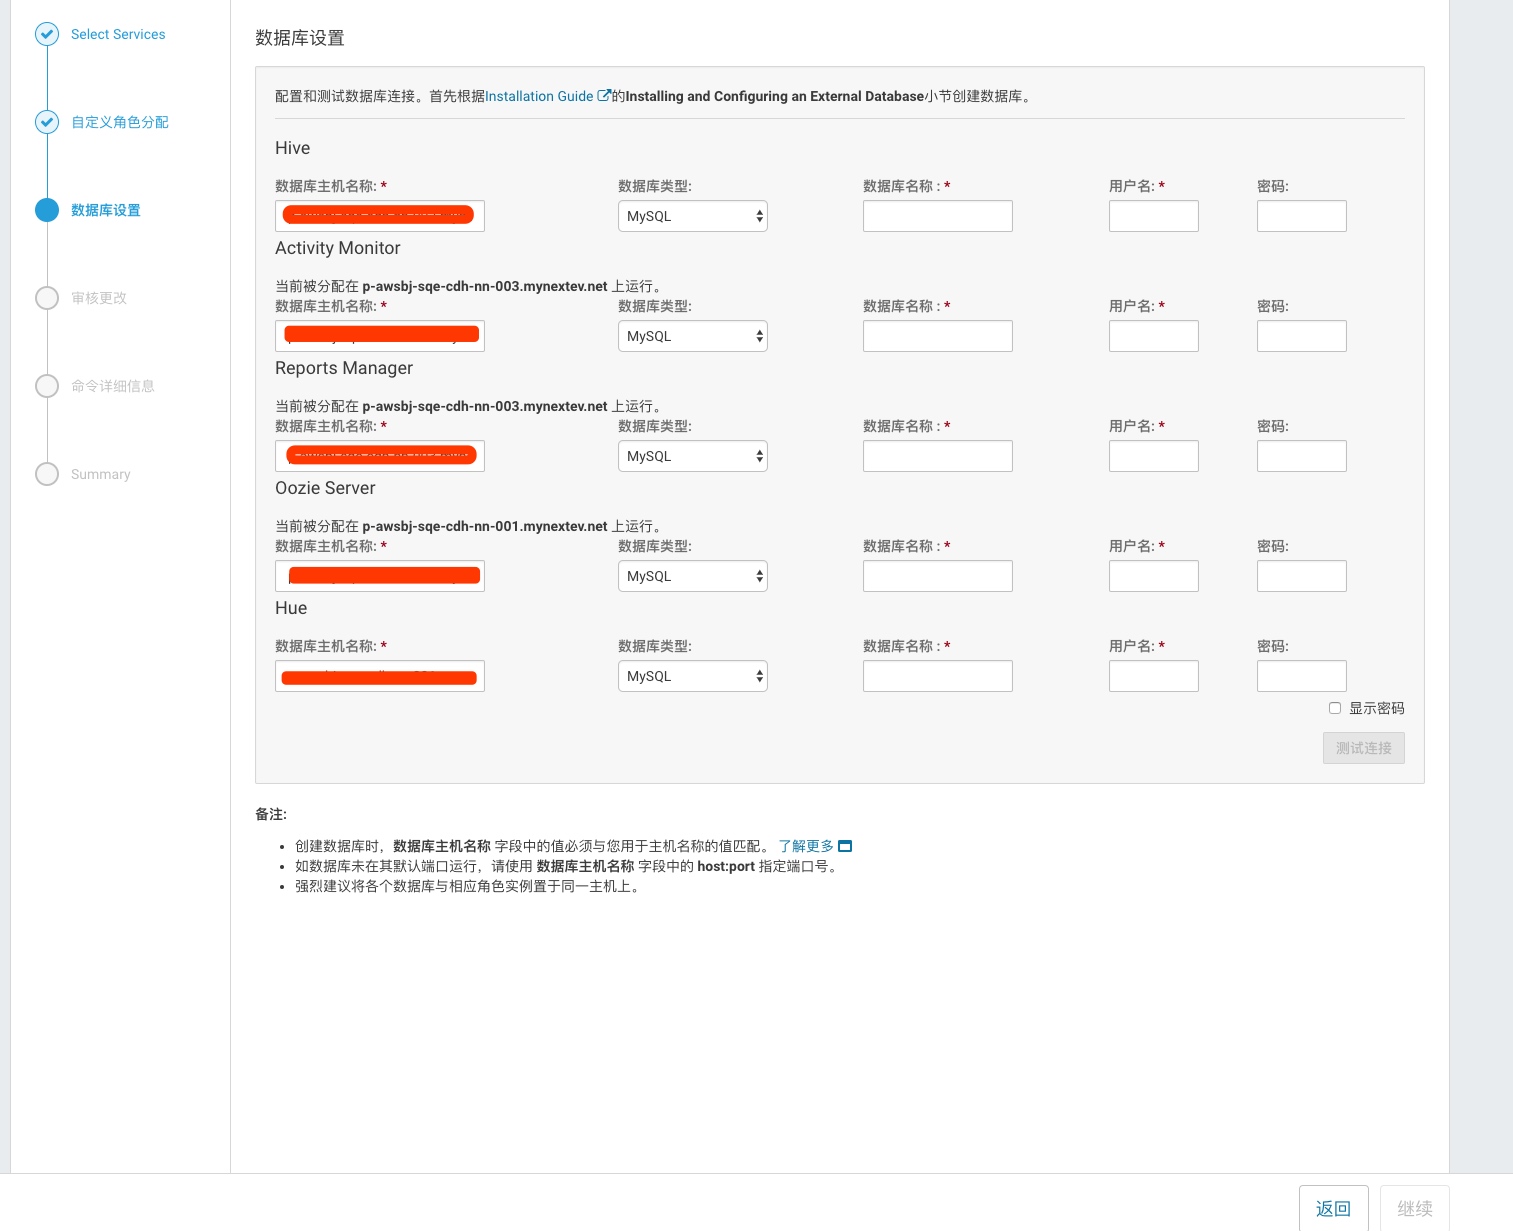 Select Services
自定义角色分配
数据库设置
审核更改
命令详细信息
Summary
数据库设置
配置和测试数据库连接。首先根据Installation Guide的Installing and Configuring an External Database小节创建数据库。
Hive
数据库主机名称: * 数据库类型: 数据库名称 : * 用户名: * 密码:
MySQL
Activity Monitor
当前被分配在 p-awsbj-sqe-cdh-nn-003.mynextev.net 上运行。
数据库主机名称: * 数据库类型: 数据库名称 : * 用户名: * 密码:
MySQL
Reports Manager
当前被分配在 p-awsbj-sqe-cdh-nn-003.mynextev.net 上运行。
数据库主机名称: * 数据库类型: 数据库名称 : * 用户名: * 密码:
MySQL
Oozie Server
当前被分配在 p-awsbj-sqe-cdh-nn-001.mynextev.net 上运行。
数据库主机名称: * 数据库类型: 数据库名称 : * 用户名: * 密码:
MySQL
Hue
数据库主机名称: * 数据库类型: 数据库名称 : * 用户名: * 密码:
MySQL
显示密码
测试连接
备注:
• 创建数据库时，数据库主机名称 字段中的值必须与您用于主机名称的值匹配。 了解更多
• 如数据库未在其默认端口运行，请使用 数据库主机名称 字段中的 host:port 指定端口号。
• 强烈建议将各个数据库与相应角色实例置于同一主机上。
返回 继续